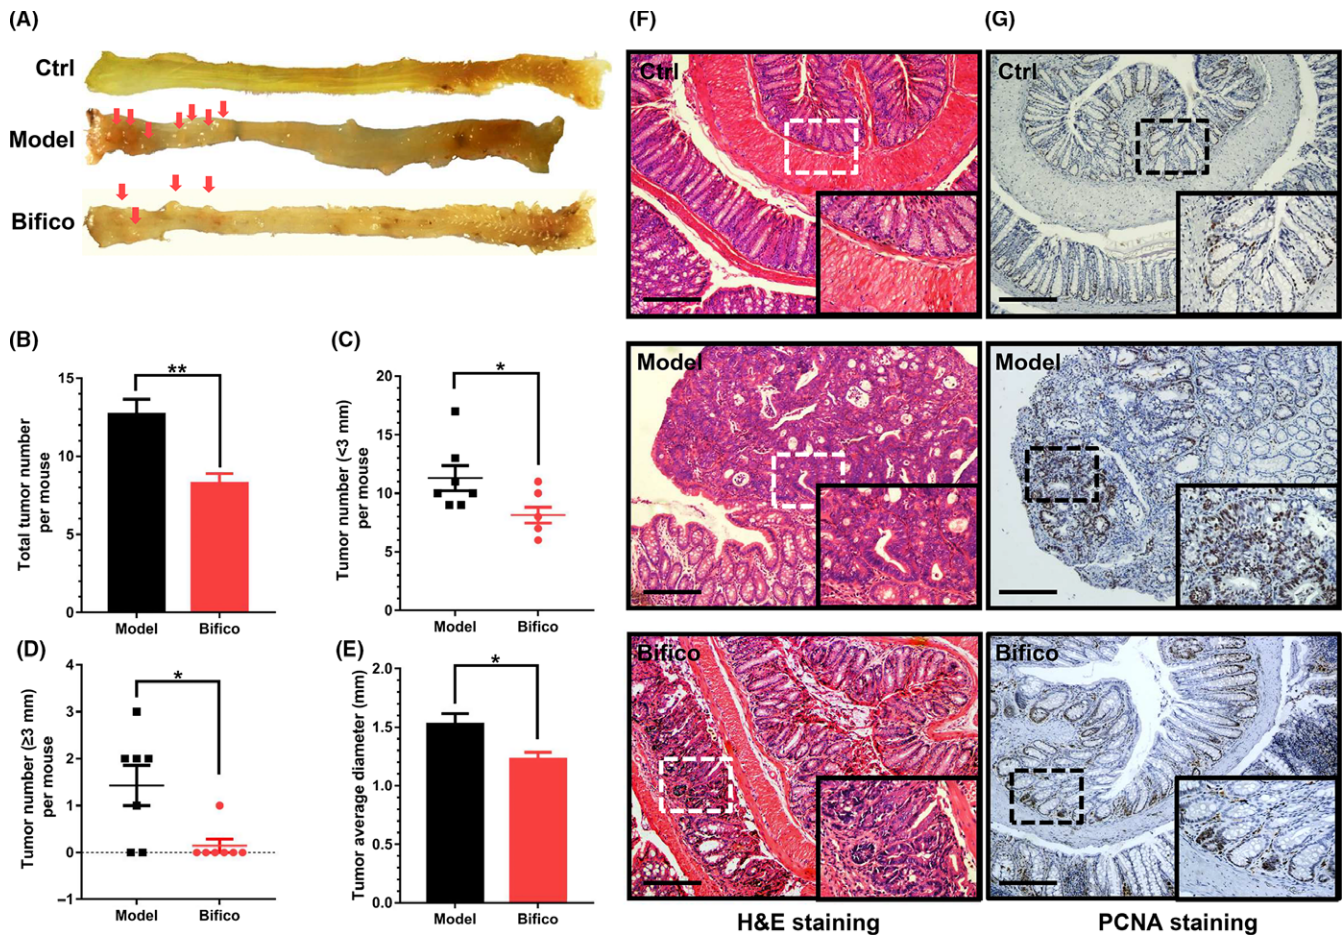 (A)
Ctrl
Model
Bifico
(B)
Total tumor number
per mouse
15
10
5
0
**
Model
Bifico
(C)
Tumor number (<3 mm)
per mouse
20
15
10
5
0
*
Model
Bifico
(D)
Tumor number (≥3 mm)
per mouse
4
3
2
1
0
–1
*
Model
Bifico
(E)
Tumor average diameter (mm)
2.0
1.5
1.0
0.5
0.0
*
Model
Bifico
(F)
Ctrl
Model
Bifico
H&E staining
(G)
Ctrl
Model
Bifico
PCNA staining